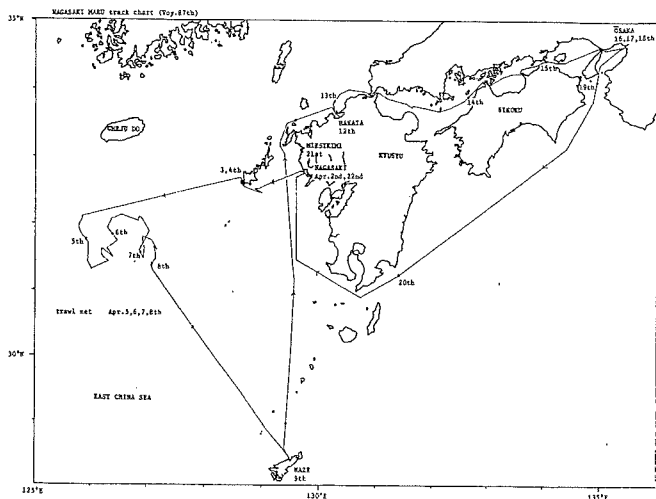 NAGASAKI MARU track chart (Voy.87th)
35°N
OSAKA
16,17,18th
15th
19th
14th
13th
SIKOKU
HAKATA
12th
CHEJU DO
MIESIKIMI
21st
KYUSYU
NAGASAKI
Apr.2nd,22nd
3,4th
6th
5th
7th
8th
20th
trawl net Apr.5,6,7,8th
30°N
EAST CHINA SEA
NAZE
9th
125°E
130°E
135°E